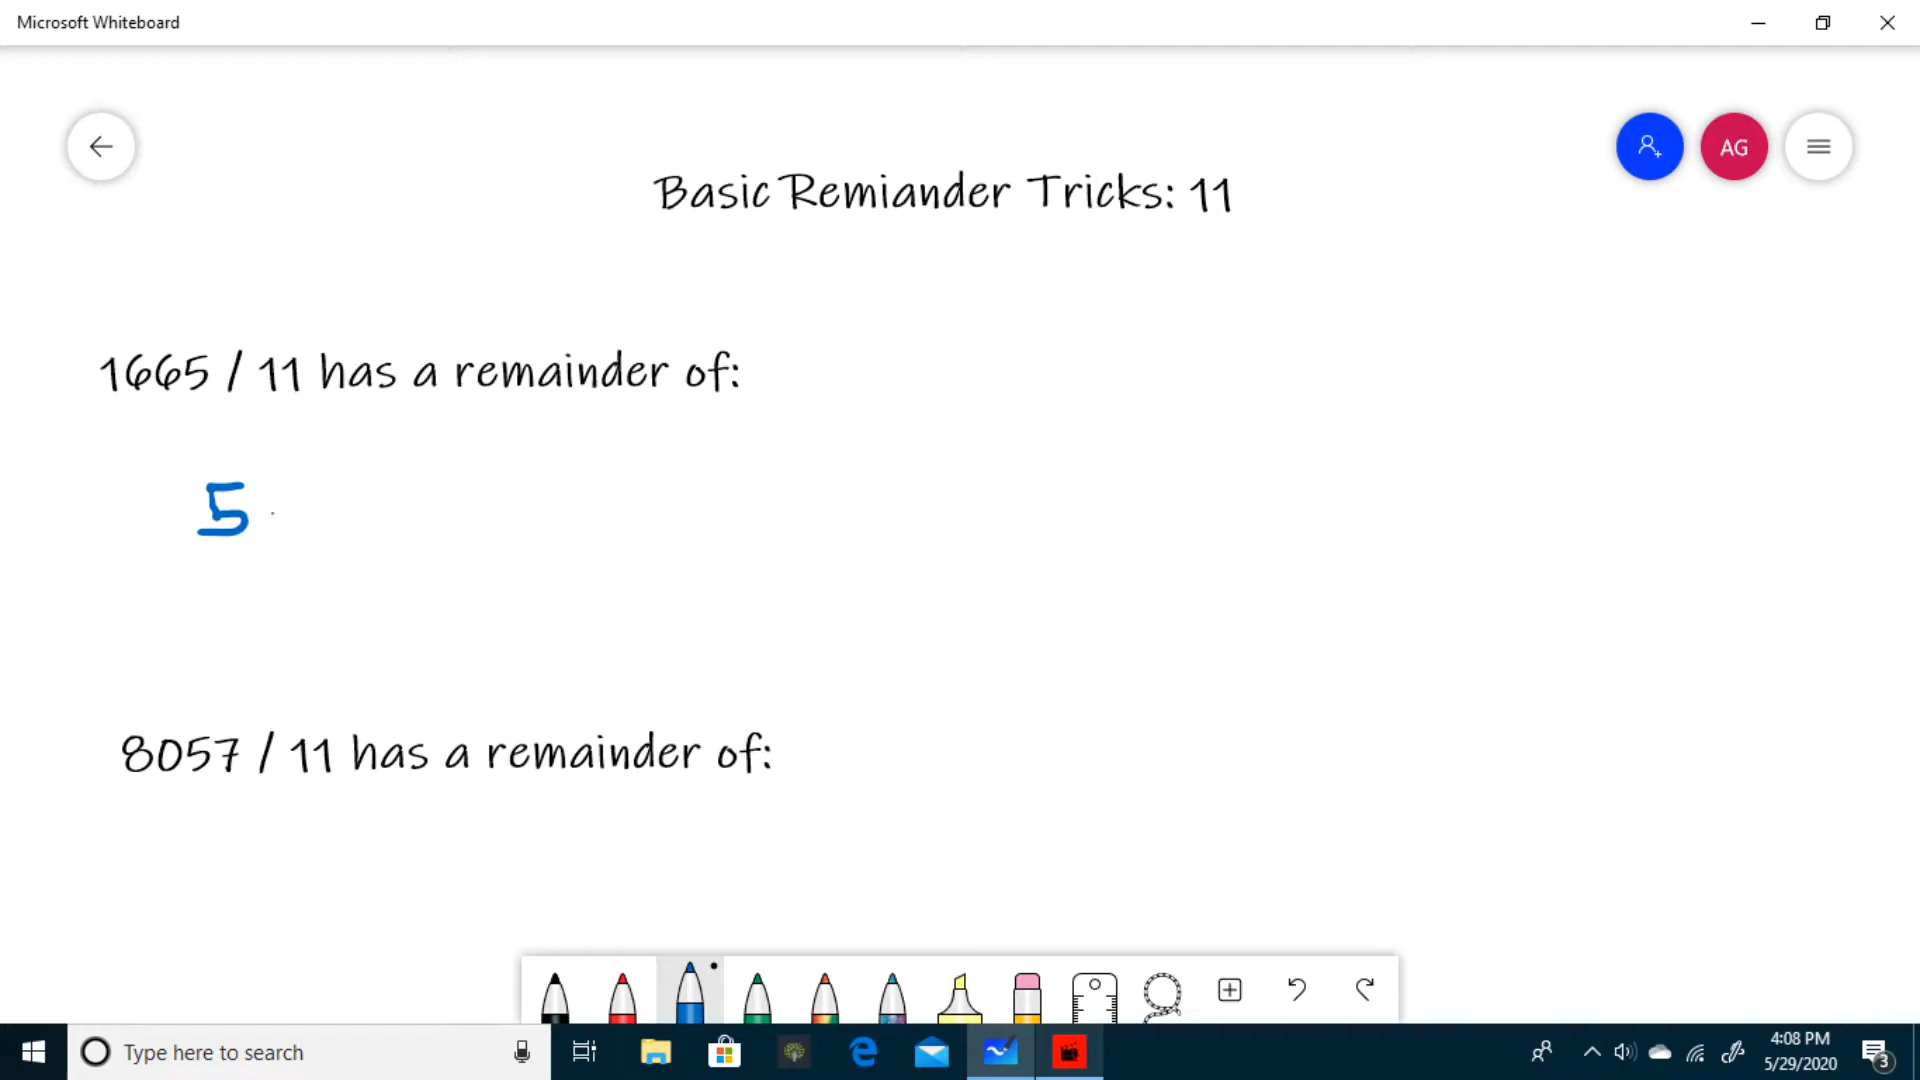 Microsoft Whiteboard
AG
Basic Remiander Tricks: 11
1665 / 11 has a remainder of:
5
8057 / 11 has a remainder of:
Type here to search
4:08 PM
5/29/2020
3